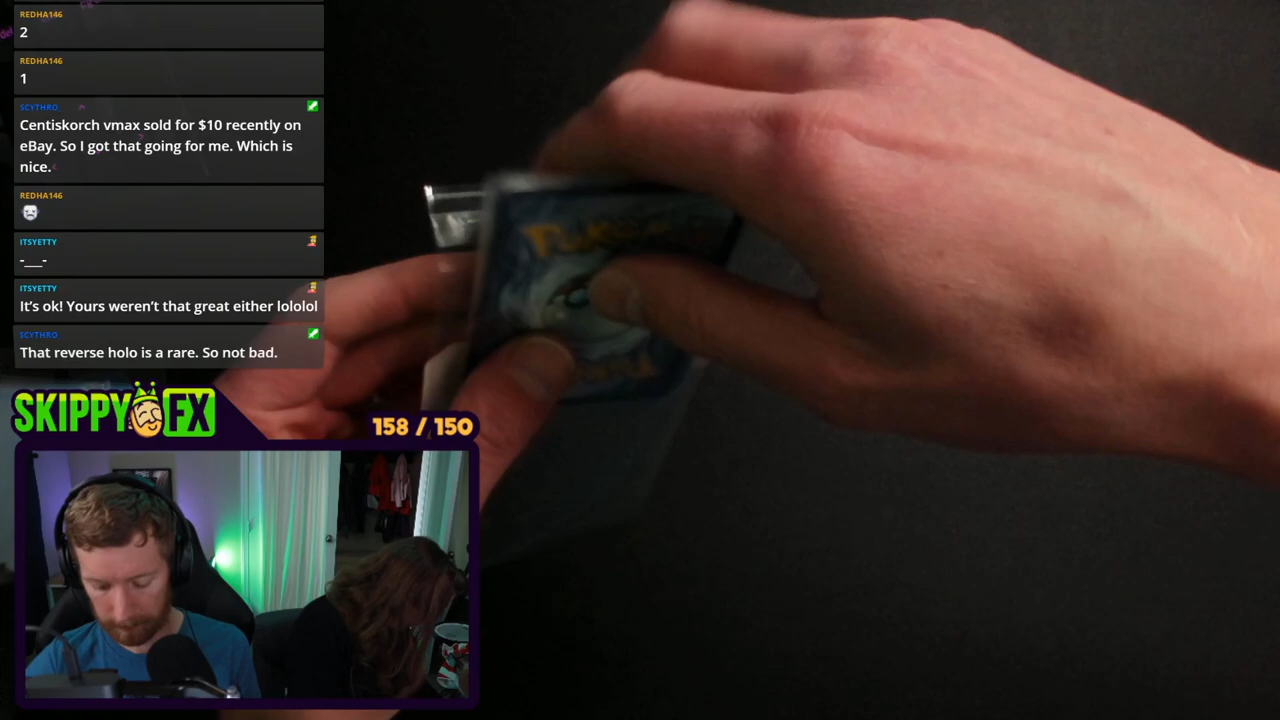 REDHA146
2
REDHA146
1
SCYTHRO
Centiskorch vmax sold for $10 recently on
eBay. So I got that going for me. Which is
nice.
REDHA146
ITSYETTY
-___-
ITSYETTY
It's ok! Yours weren't that great either lololol
SCYTHRO
That reverse holo is a rare. So not bad.
SKIPPY FX
158 / 150